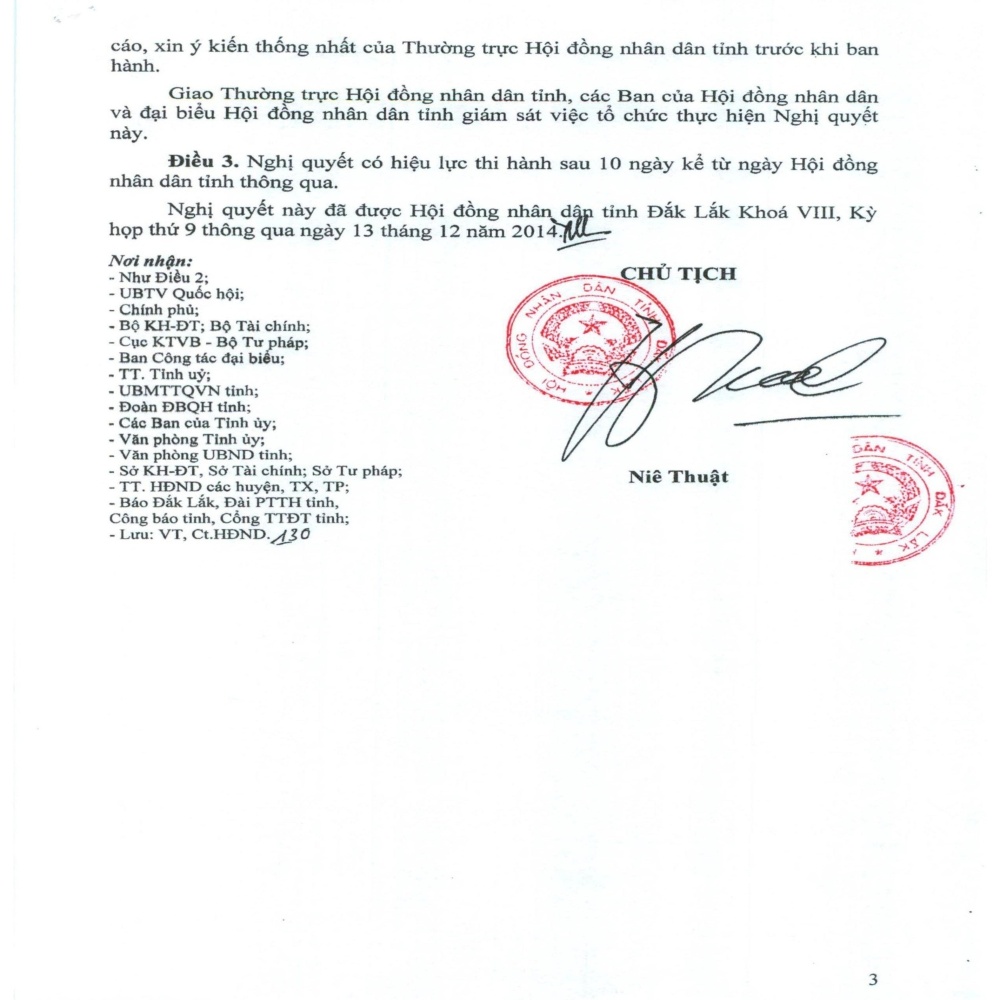 cáo, xin ý kiến thống nhất của Thường trực Hội đồng nhân dân tỉnh trước khi ban
hành.
Giao Thường trực Hội đồng nhân dân tỉnh, các Ban của Hội đồng nhân dân
và đại biểu Hội đồng nhân dân tỉnh giám sát việc tổ chức thực hiện Nghị quyết
này.
Điều 3. Nghị quyết có hiệu lực thi hành sau 10 ngày kể từ ngày Hội đồng
nhân dân tỉnh thông qua.
Nghị quyết này đã được Hội đồng nhân dân tỉnh Đắk Lắk Khoá VIII, Kỳ
họp thứ 9 thông qua ngày 13 tháng 12 năm 2014.
Nơi nhận:
- Như Điều 2;
- UBTV Quốc hội;
- Chính phủ;
- Bộ KH-ĐT; Bộ Tài chính;
- Cục KTVB - Bộ Tư pháp;
- Ban Công tác đại biểu;
- TT. Tỉnh uỷ;
- UBMTTQVN tỉnh;
- Đoàn ĐBQH tỉnh;
- Các Ban của Tỉnh ủy;
- Văn phòng Tỉnh ủy;
- Văn phòng UBND tỉnh;
- Sở KH-ĐT, Sở Tài chính; Sở Tư pháp;
- TT. HĐND các huyện, TX, TP;
- Báo Đắk Lắk, Đài PTTH tỉnh,
Công báo tỉnh, Cổng TTĐT tỉnh;
- Lưu: VT, Ct.HĐND. 130
CHỦ TỊCH
HỘI ĐỒNG NHÂN DÂN TỈNH
Niê Thuật
DÂN TỈNH ĐẮK LẮK
3